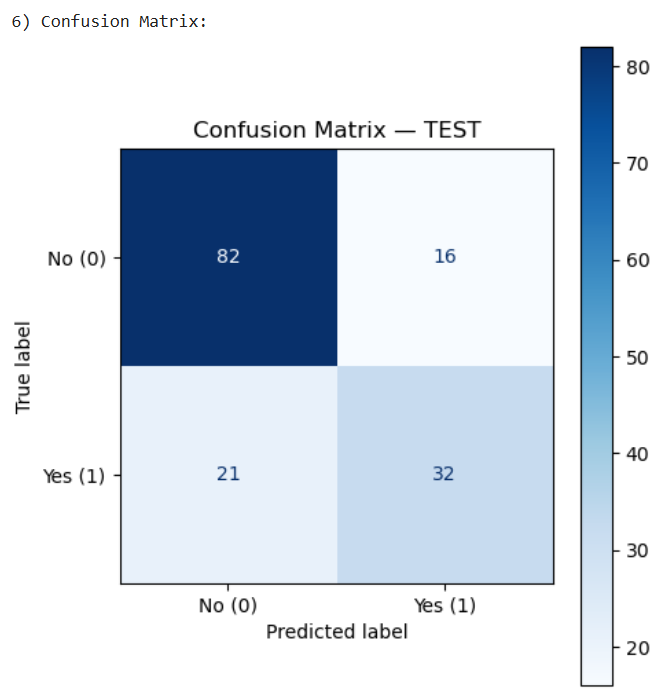 6) Confusion Matrix:
Confusion Matrix — TEST
80
70
60
50
40
30
20
True label
No (0)
82
16
Yes (1)
21
32
No (0)
Yes (1)
Predicted label